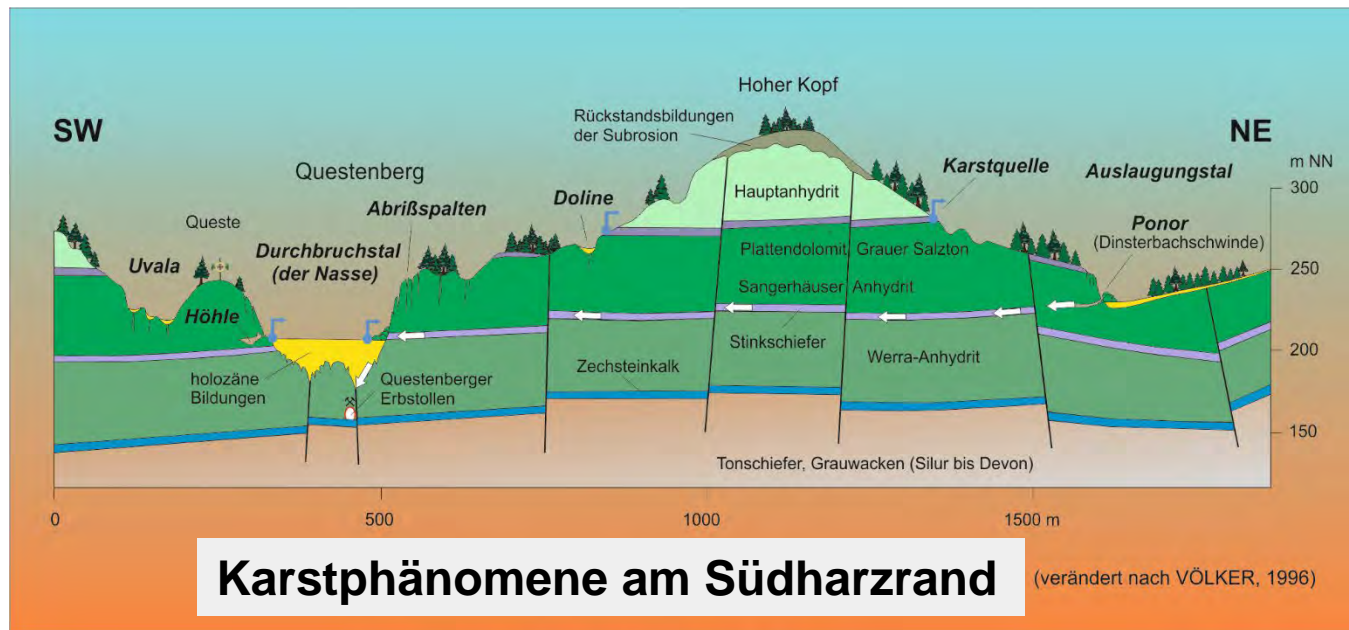 Hoher Kopf
SW
Rückstandsbildungen
der Subrosion
NE
Questenberg
Karstquelle
Auslaugungstal
m NN
300
Queste
Abrißspalten
Doline
Hauptanhydrit
Ponor
(Dinsterbachschwinde)
Uvala
Durchbruchstal
(der Nasse)
Plattendolomit, Grauer Salzton
250
Höhle
Sangerhäuser Anhydrit
holozäne
Bildungen
Questenberger
Erbstollen
Zechsteinkalk
Stinkschiefer
Werra-Anhydrit
200
150
Tonschiefer, Grauwacken (Silur bis Devon)
0
500
1000
1500 m
Karstphänomene am Südharzrand
(verändert nach VÖLKER, 1996)